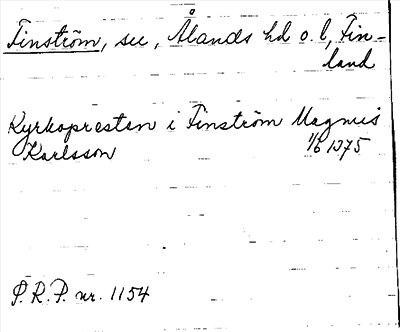 Finström, sn, Ålands hd o. l, Fin-
land
Kyrkopresten i Finström Magnus
Karlsson 1/6 1375
P. R. P. nr. 1154